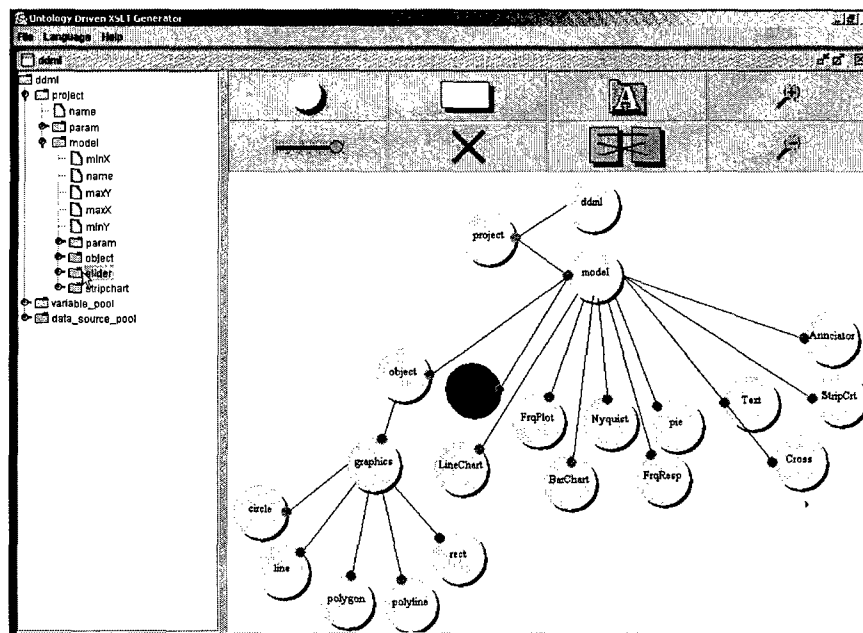 Ontology Driven XSLT Generator
File Language Help
ddml
ddml
project
name
param
model
minX
name
maxY
maxX
minY
param
object
slider
stripchart
variable_pool
data_source_pool
A
ddml
project
model
Annciator
object
FrqPlot
Nyquist
pie
Text
StripCrt
graphics
LineChart
BarChart
FrqResp
Cross
circle
line
rect
polygon
polyline